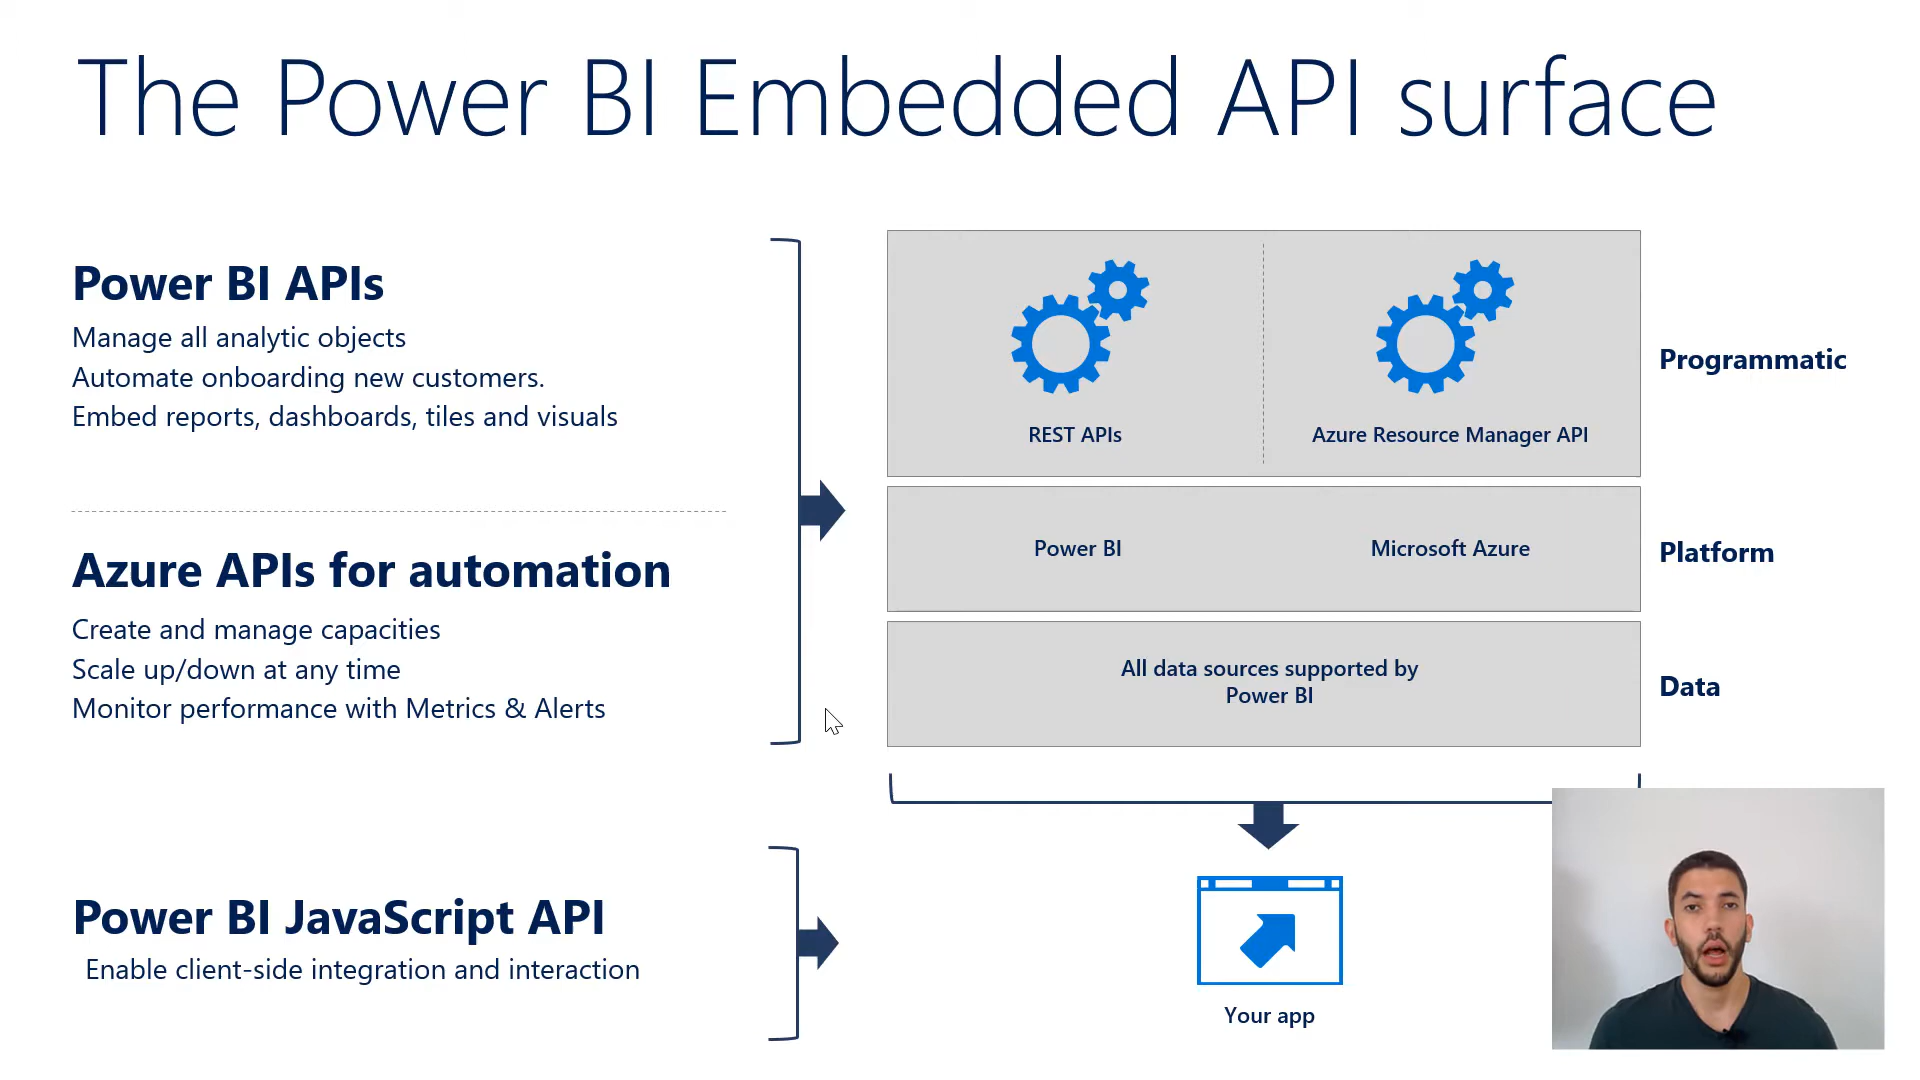 The Power BI Embedded API surface
Power BI APIs
Manage all analytic objects
Automate onboarding new customers.
Embed reports, dashboards, tiles and visuals
Azure APIs for automation
Create and manage capacities
Scale up/down at any time
Monitor performance with Metrics & Alerts
Power BI JavaScript API
Enable client-side integration and interaction
REST APIs
Azure Resource Manager API
Programmatic
Power BI
Microsoft Azure
Platform
All data sources supported by
Power BI
Data
Your app